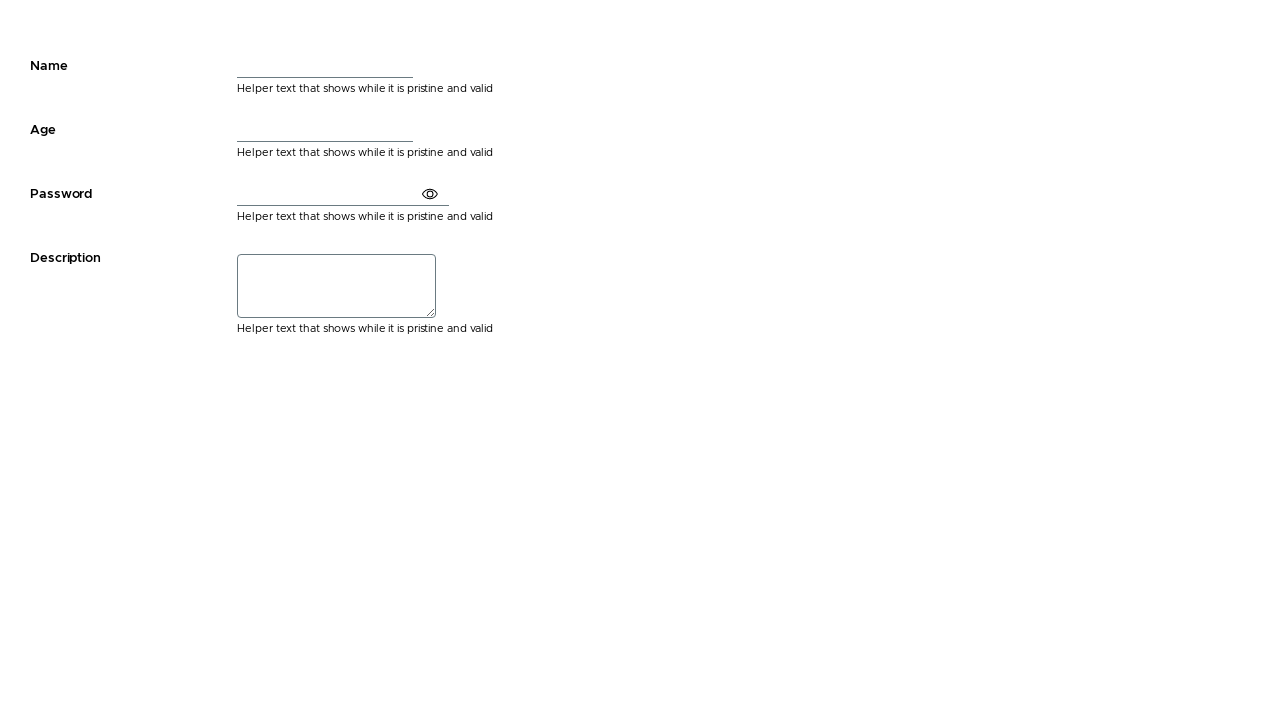 Name
Helper text that shows while it is pristine and valid
Age
Helper text that shows while it is pristine and valid
Password
Helper text that shows while it is pristine and valid
Description
Helper text that shows while it is pristine and valid